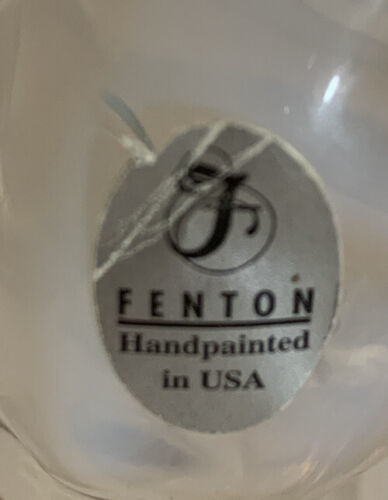 F
FENTON
Handpainted
in USA